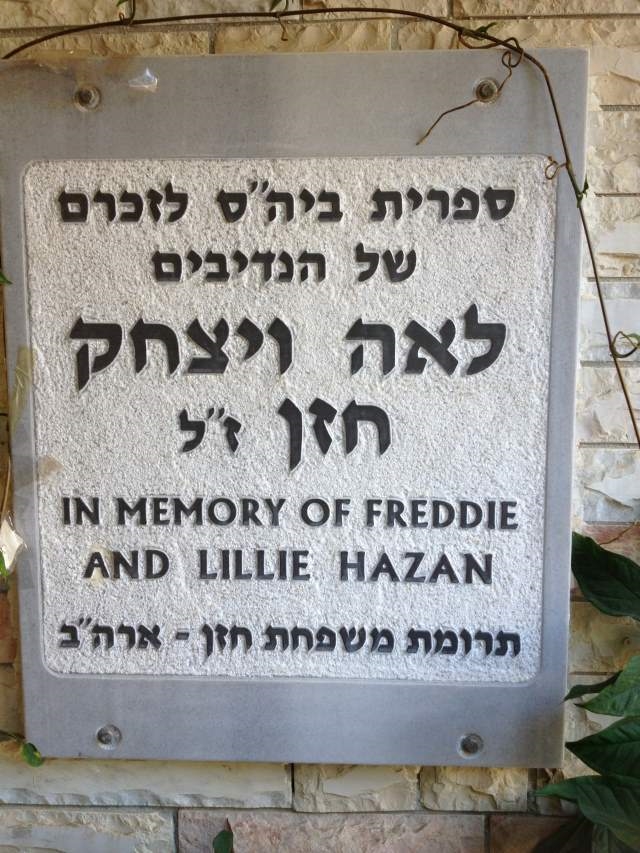 ספרית ביה״ס לזכרם
של הנדיבים
לאה ויצחק
חזן ז״ל
IN MEMORY OF FREDDIE
AND LILLIE HAZAN
תרומת משפחת חזן - ארה״ב